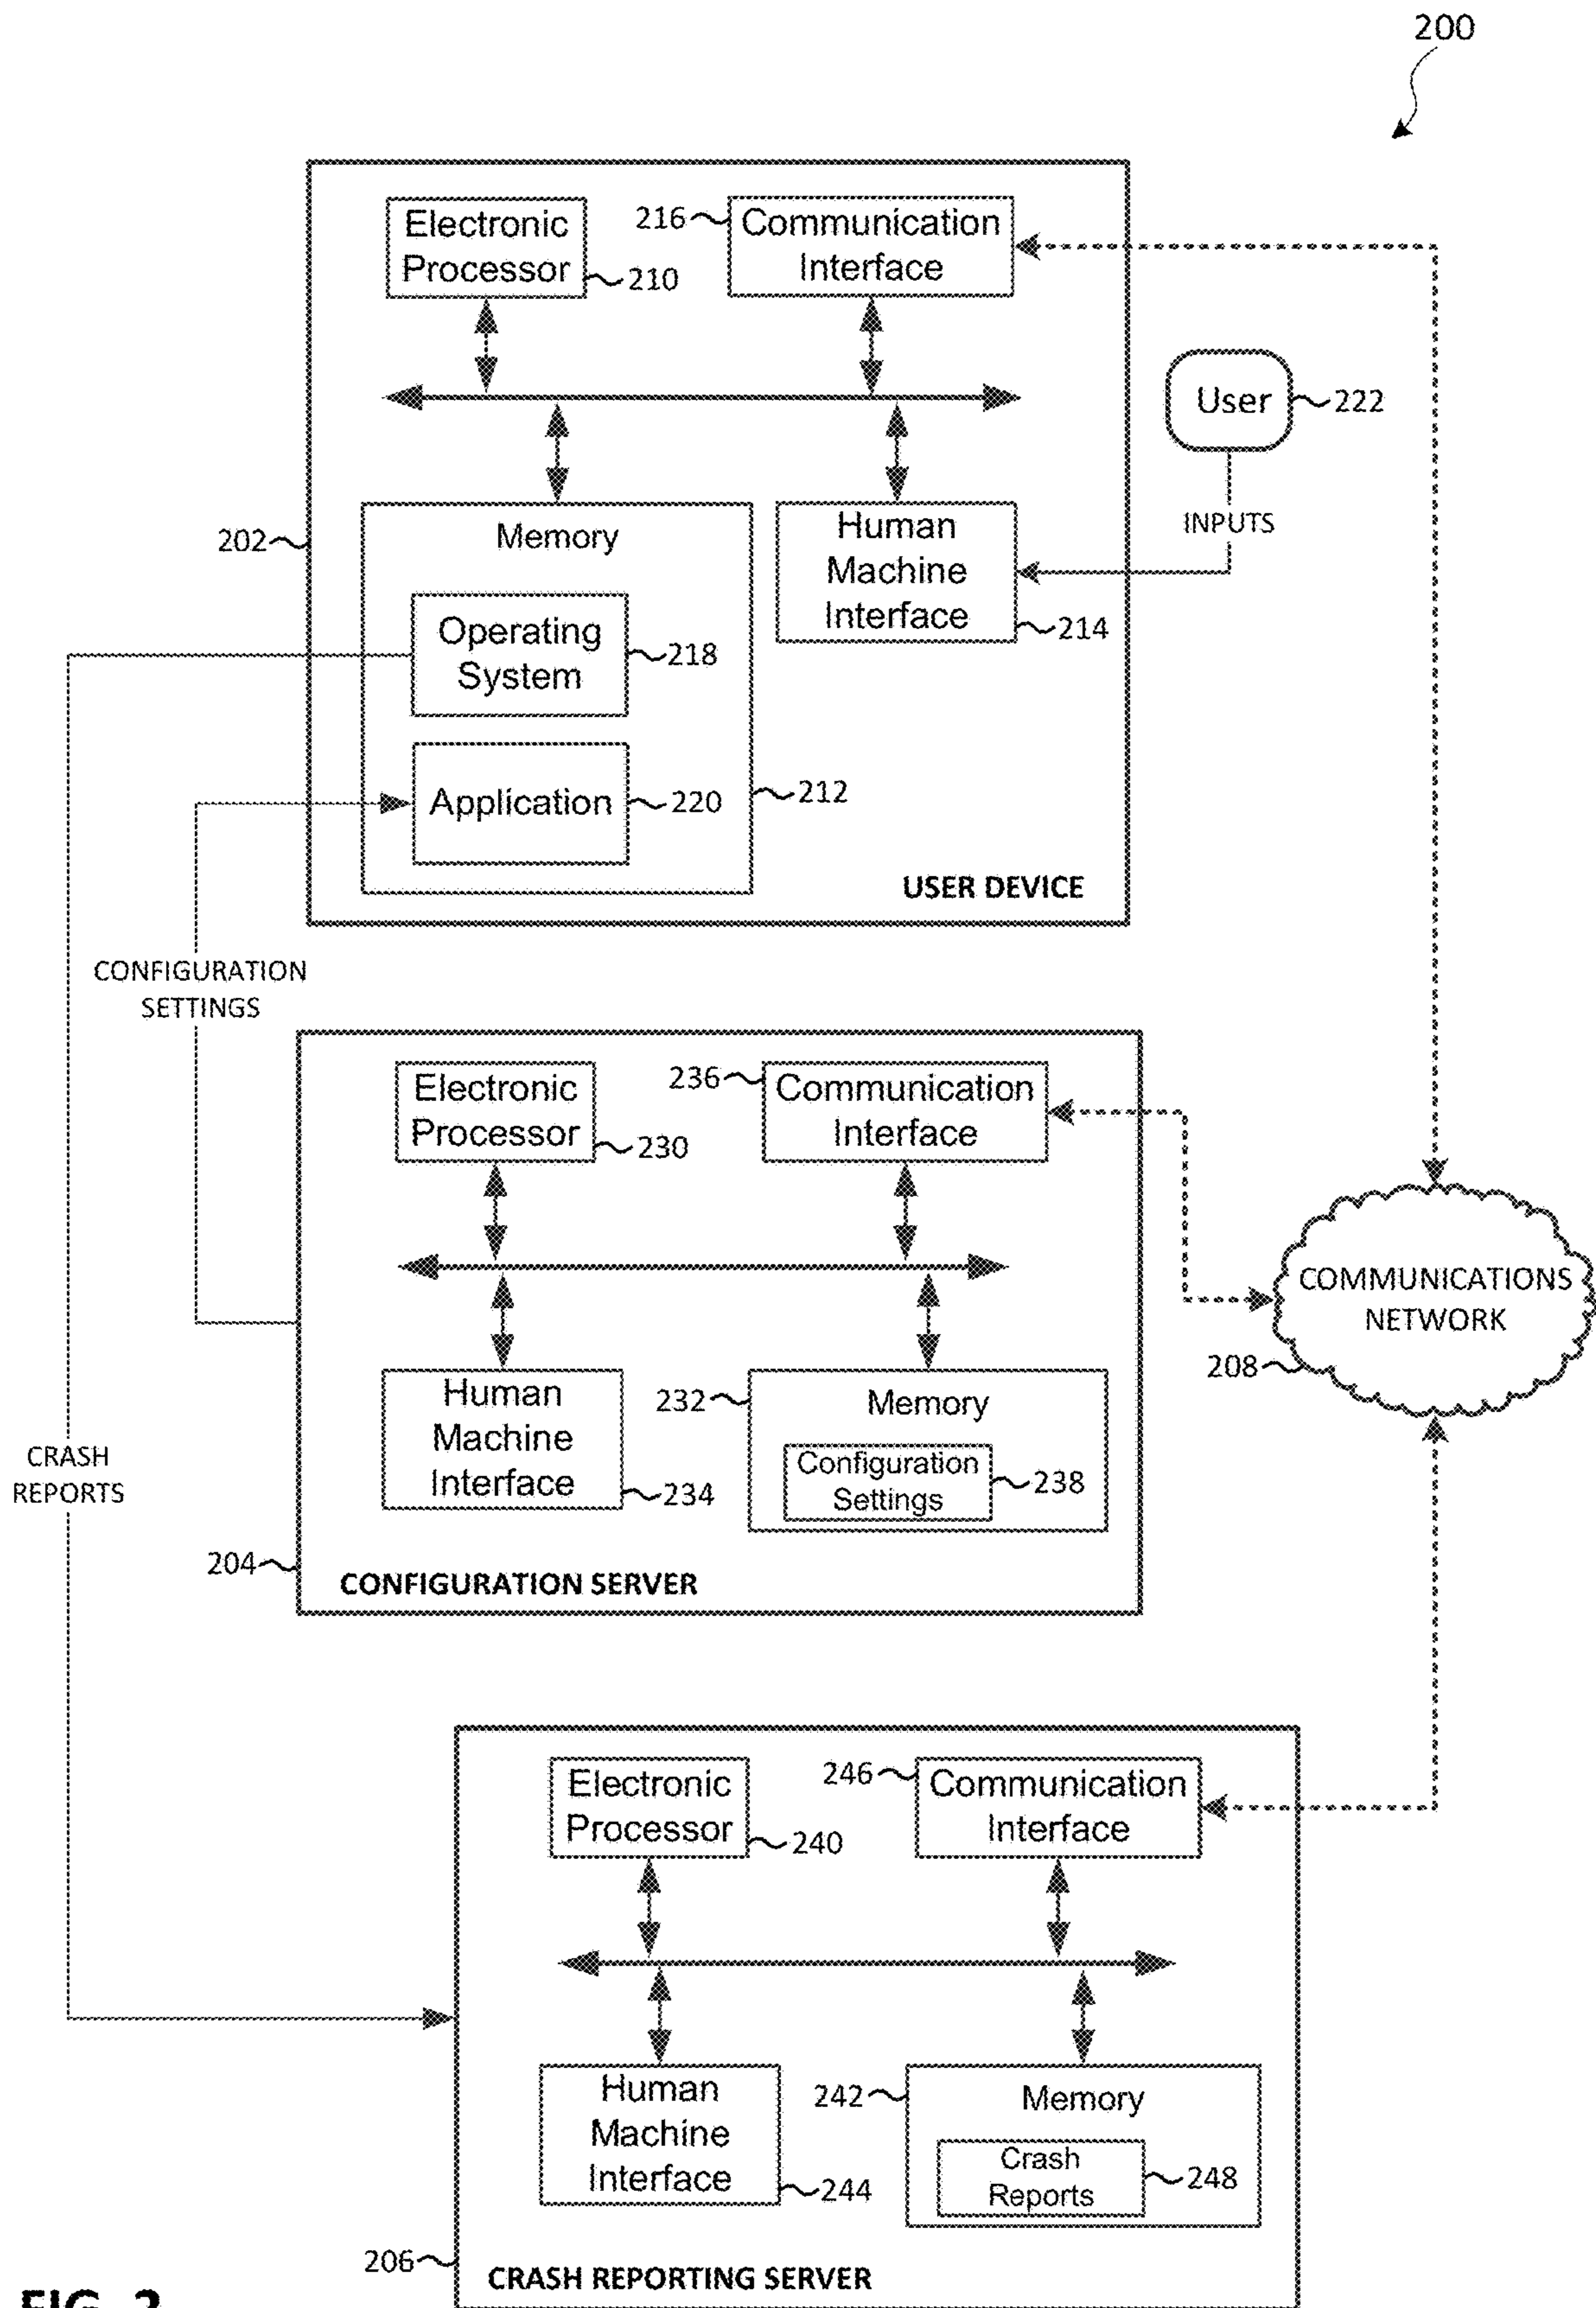 200
Electronic
Processor
210
216
Communication
Interface
User
222
INPUTS
202
Memory
Human
Machine
Interface
214
Operating
System
218
Application
220
212
USER DEVICE
CONFIGURATION
SETTINGS
Electronic
Processor
230
236
Communication
Interface
COMMUNICATIONS
NETWORK
208
Human
Machine
Interface
234
232
Memory
Configuration
Settings
238
CRASH
REPORTS
204
CONFIGURATION SERVER
Electronic
Processor
240
246
Communication
Interface
Human
Machine
Interface
244
242
Memory
Crash
Reports
248
206
CRASH REPORTING SERVER
FIG. 2